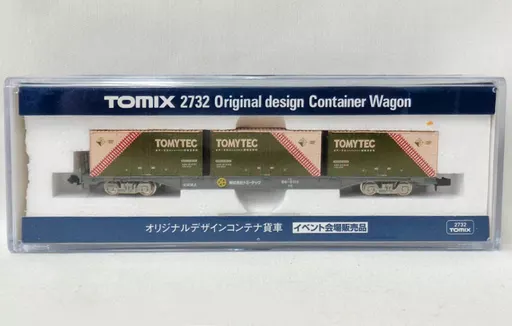 TOMIX 2732 Original design Container Wagon
TOMYTEC
TOMYTEC
TOMYTEC
オリジナルデザインコンテナ貨車 イベント会場販売品
2732
TOMIX